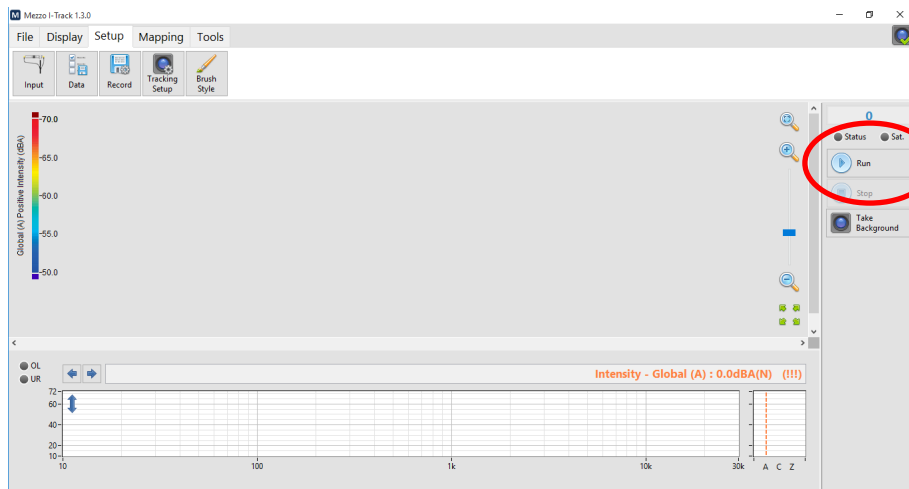 M Mezzo I-Track 1.3.0
File Display Setup Mapping Tools
Input Data Record Tracking Setup Brush Style
Global (A) Positive Intensity (dBA)
-70.0
-65.0
-60.0
-55.0
-50.0
0
Status Sat.
Run
Stop
Take
Background
OL
UR
Intensity - Global (A) : 0.0dBA(N) (!!!)
72
60
40
20
10
10 100 1k 10k 30k A C Z